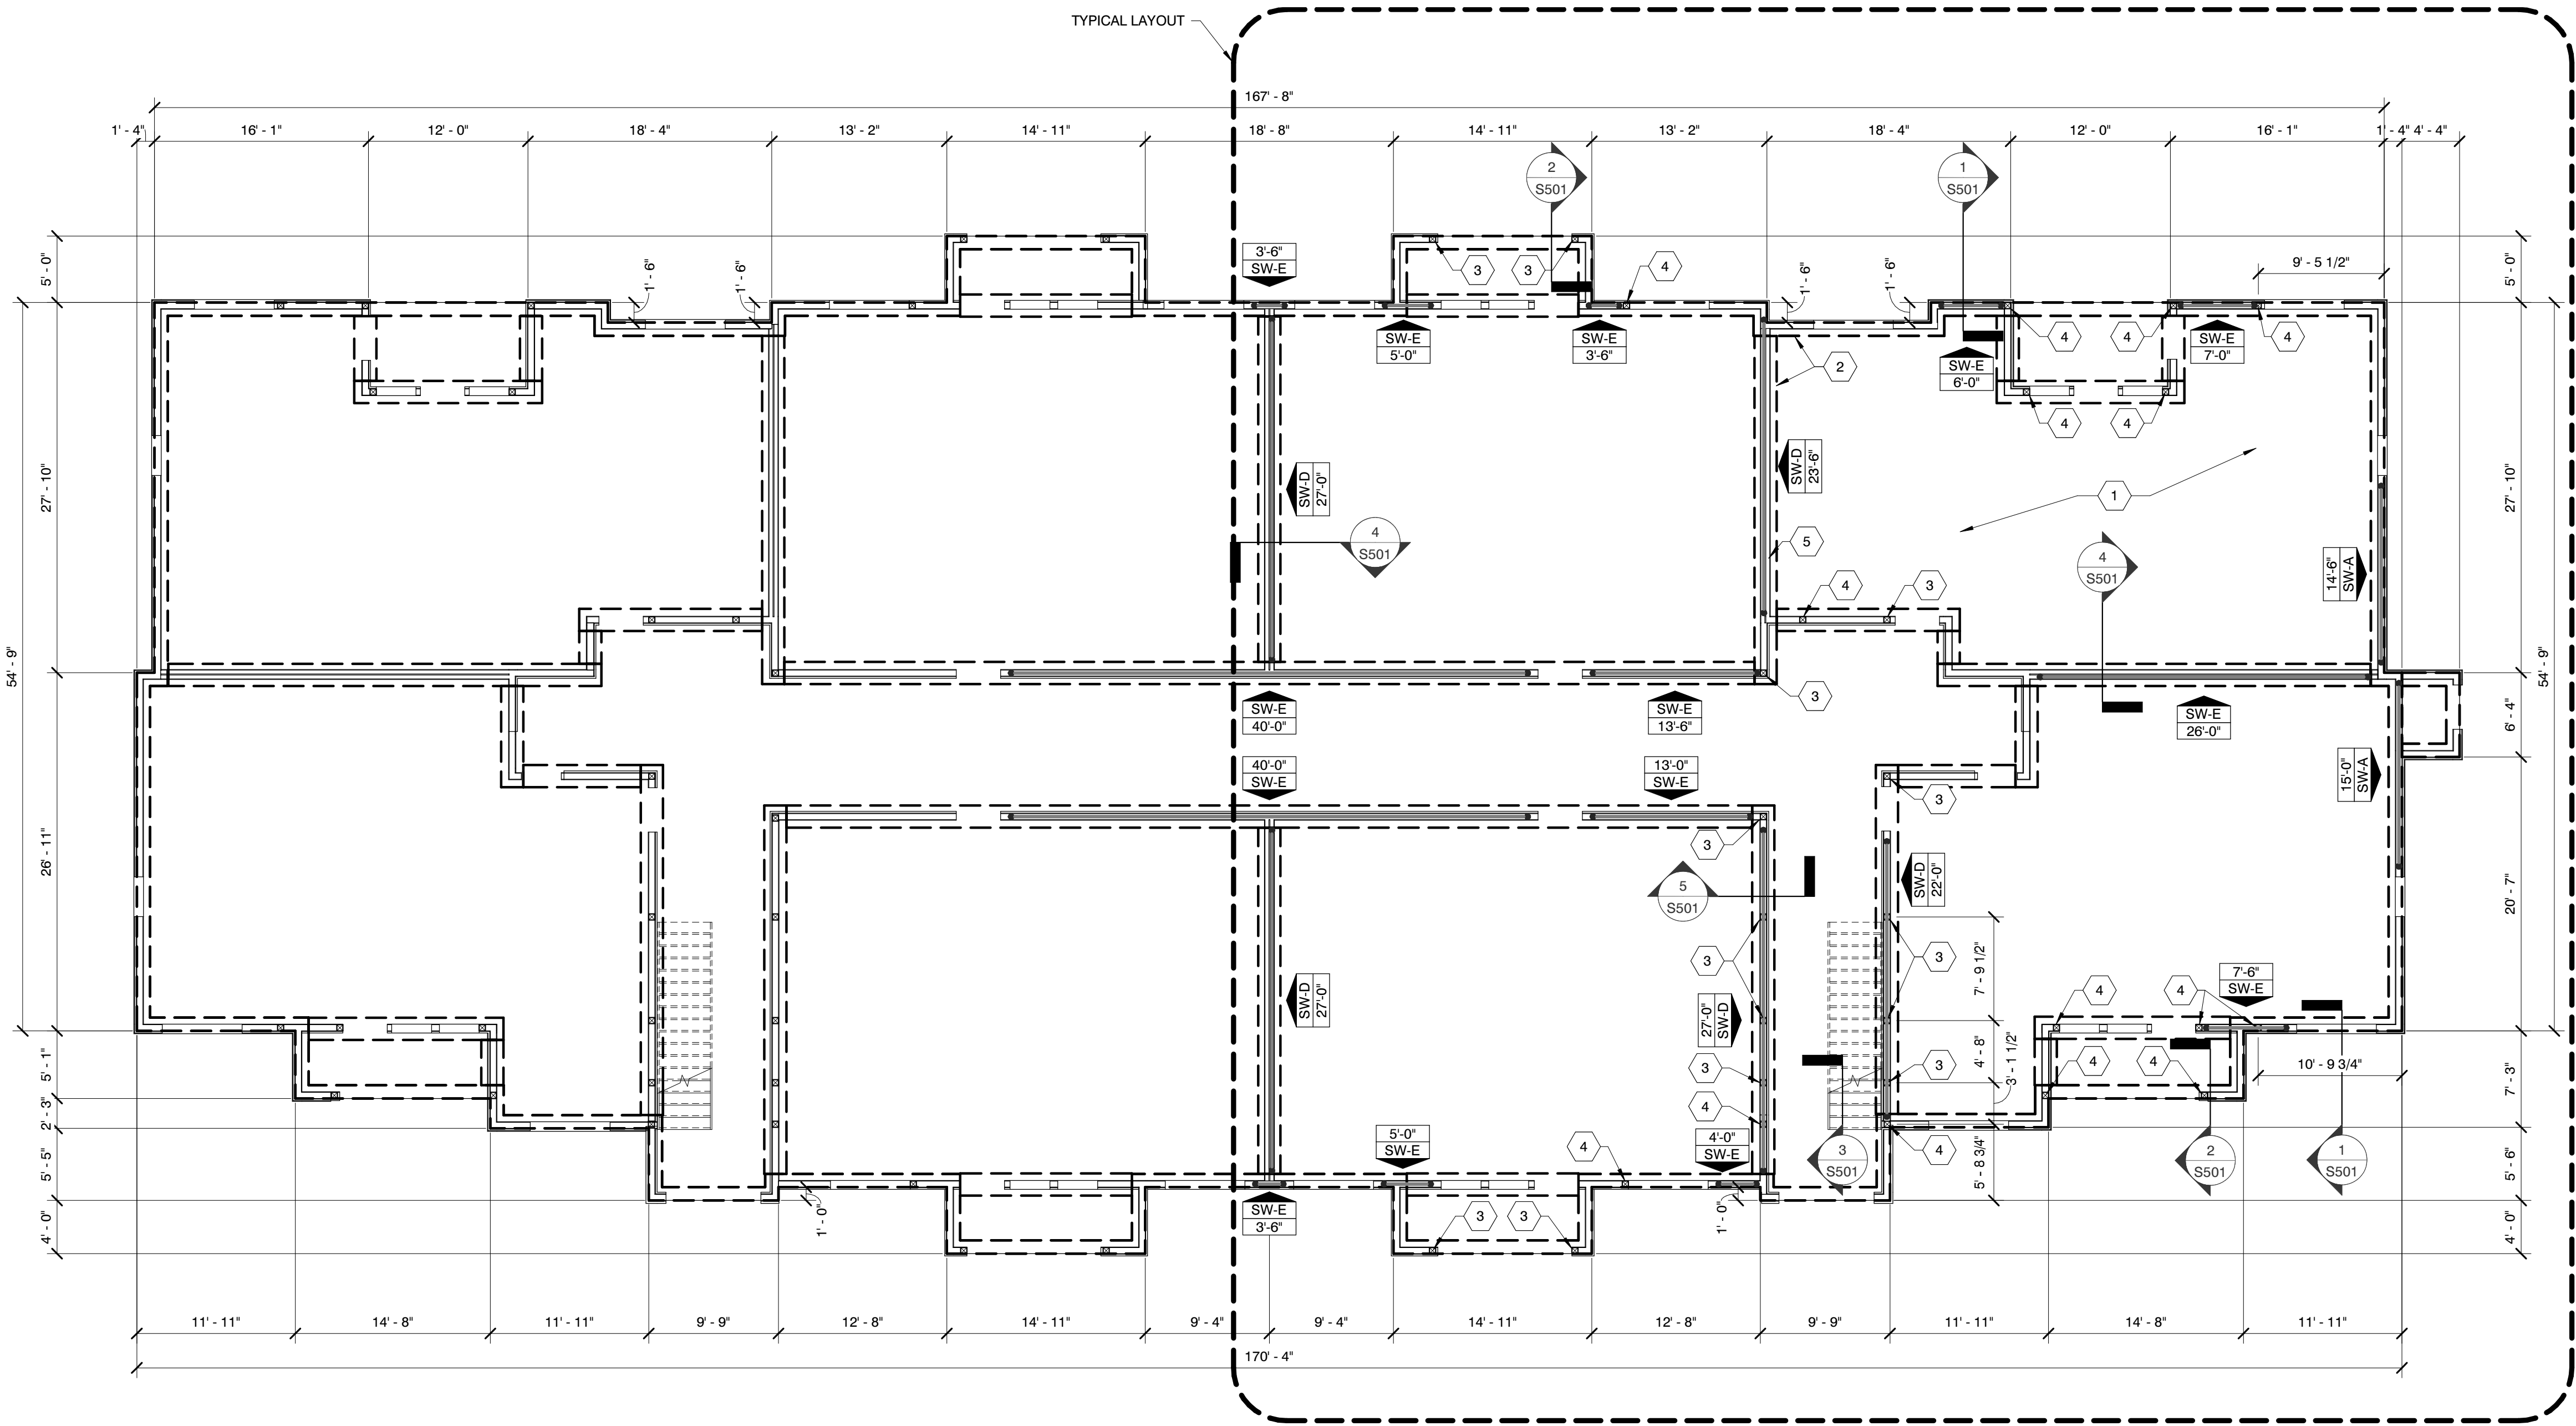 TYPICAL LAYOUT
167' - 8"
1' - 4"
16' - 1"
12' - 0"
18' - 4"
13' - 2"
14' - 11"
18' - 8"
14' - 11"
13' - 2"
18' - 4"
12' - 0"
16' - 1"
1' - 4"
4' - 4"
2
S501
1
S501
5' - 0"
1' - 6"
1' - 6"
3'-6"
SW-E
3
3
4
1' - 6"
1' - 6"
9' - 5 1/2"
5' - 0"
SW-E
5'-0"
SW-E
3'-6"
2
SW-E
6'-0"
4
4
SW-E
7'-0"
4
4
4
27' - 10"
SW-D
27'-0"
SW-D
23'-6"
1
27' - 10"
4
S501
5
4
S501
14'-6"
SW-A
4
3
54' - 9"
3
54' - 9"
SW-E
40'-0"
SW-E
13'-6"
SW-E
26'-0"
6' - 4"
40'-0"
SW-E
13'-0"
SW-E
15'-0"
SW-A
3
3
26' - 11"
5
S501
SW-D
22'-0"
20' - 7"
3
3
7' - 9 1/2"
SW-D
27'-0"
27'-0"
SW-D
4
4
7'-6"
SW-E
5' - 1"
3
3
4' - 8"
3' - 1 1/2"
4
4
10' - 9 3/4"
7' - 3"
2' - 3"
4
5'-0"
SW-E
4
4'-0"
SW-E
3
S501
4
2
S501
1
S501
5' - 5"
5' - 8 3/4"
5' - 6"
1' - 0"
SW-E
3'-6"
3
3
1' - 0"
4' - 0"
4' - 0"
11' - 11"
14' - 8"
11' - 11"
9' - 9"
12' - 8"
14' - 11"
9' - 4"
9' - 4"
14' - 11"
12' - 8"
9' - 9"
11' - 11"
14' - 8"
11' - 11"
170' - 4"